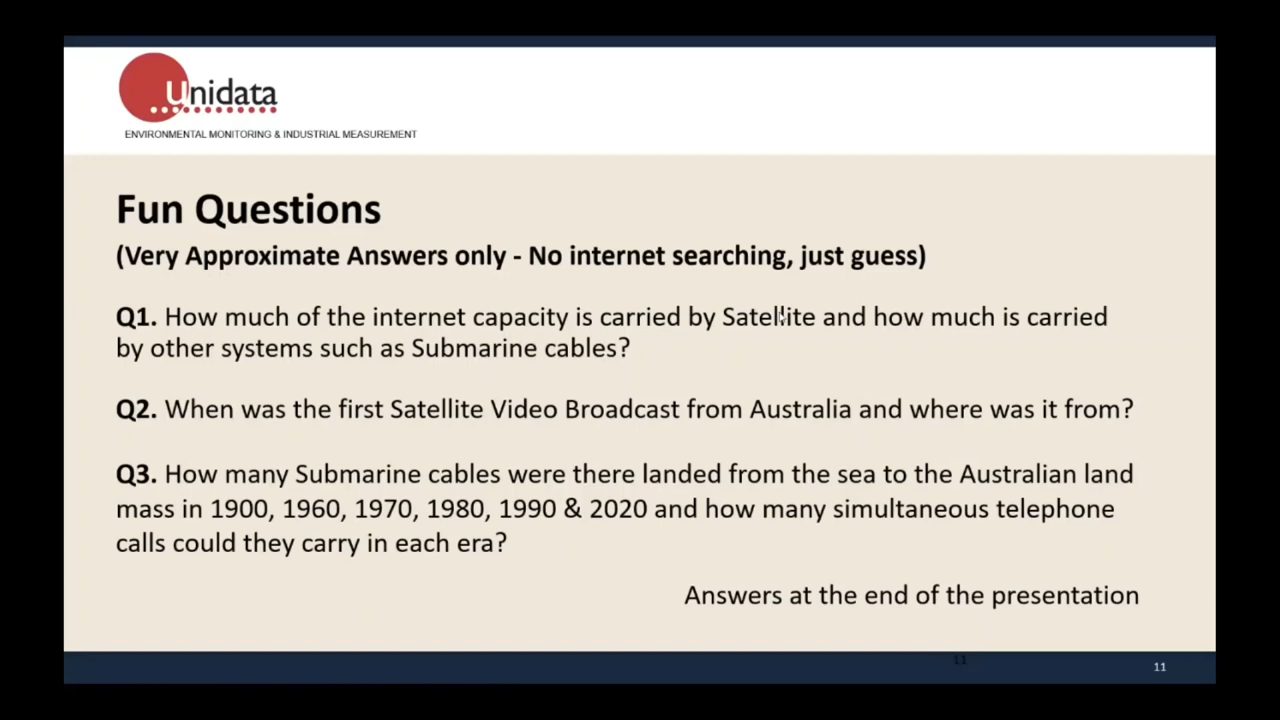 Unidata
ENVIRONMENTAL MONITORING & INDUSTRIAL MEASUREMENT
Fun Questions
(Very Approximate Answers only - No internet searching, just guess)
Q1. How much of the internet capacity is carried by Satellite and how much is carried
by other systems such as Submarine cables?
Q2. When was the first Satellite Video Broadcast from Australia and where was it from?
Q3. How many Submarine cables were there landed from the sea to the Australian land
mass in 1900, 1960, 1970, 1980, 1990 & 2020 and how many simultaneous telephone
calls could they carry in each era?
Answers at the end of the presentation
11
11